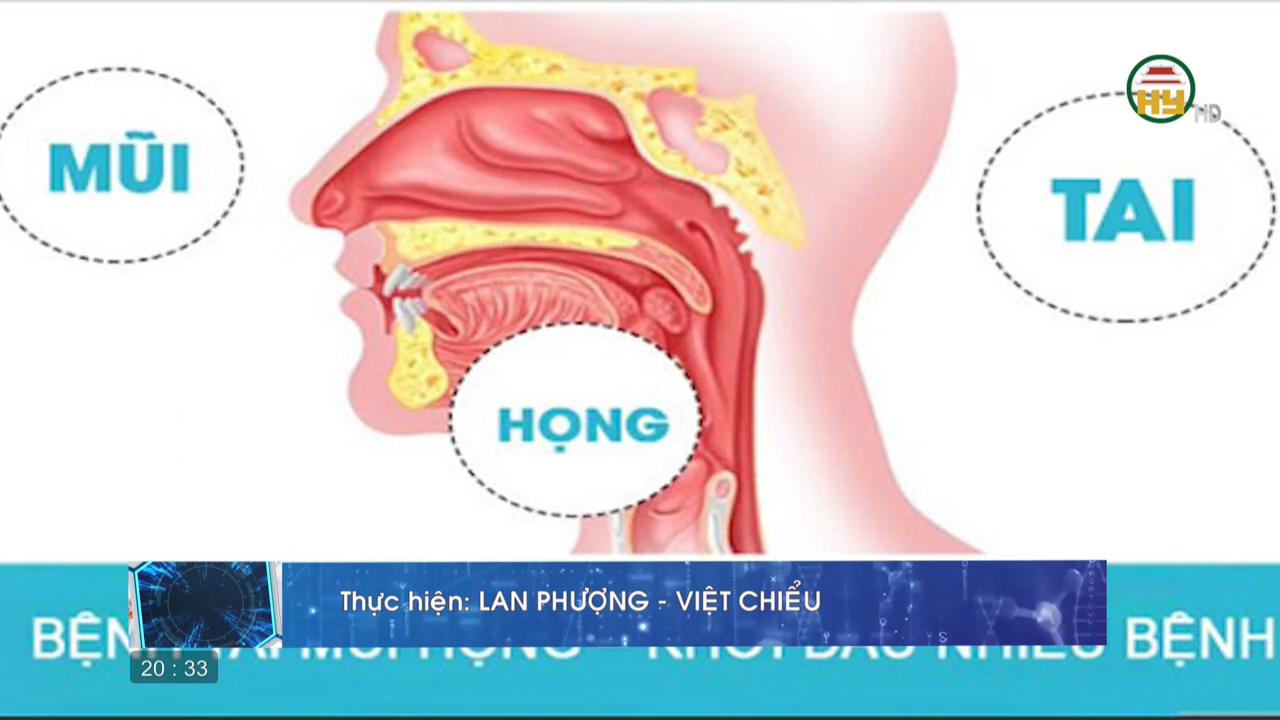 MŨI
HY HD
TAI
HỌNG
Thực hiện: LAN PHƯỢNG - VIỆT CHIỂU
BỆNH
20 : 33